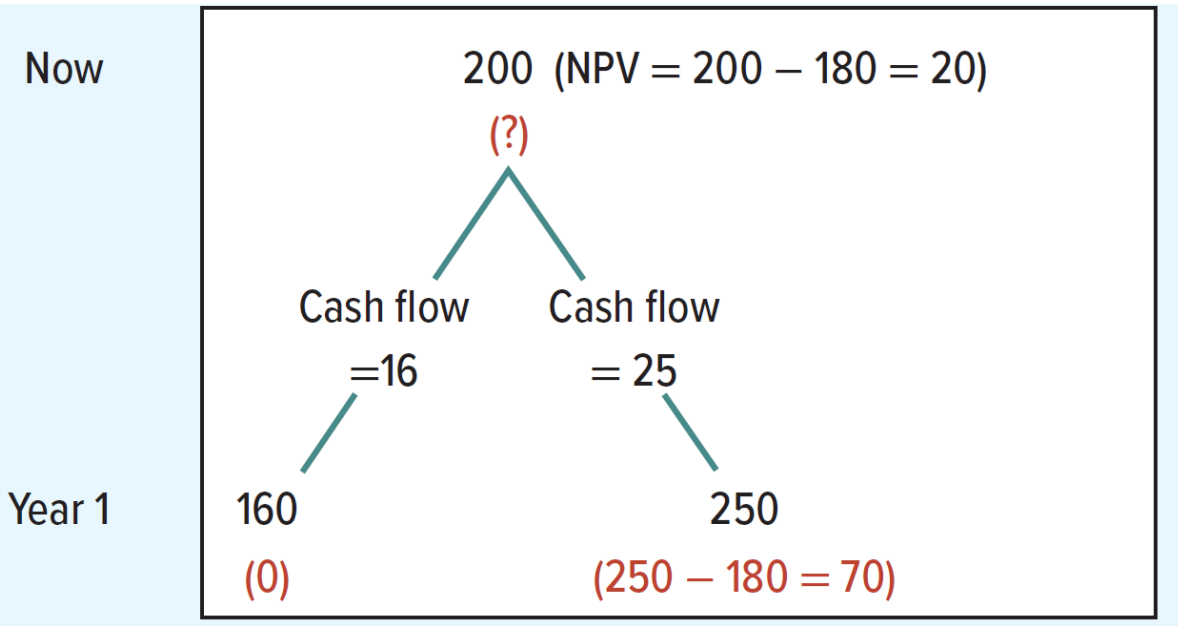 Now
200 (NPV = 200 – 180 = 20)
(?)
Cash flow Cash flow
=16 = 25
Year 1
160 250
(0) (250 – 180 = 70)